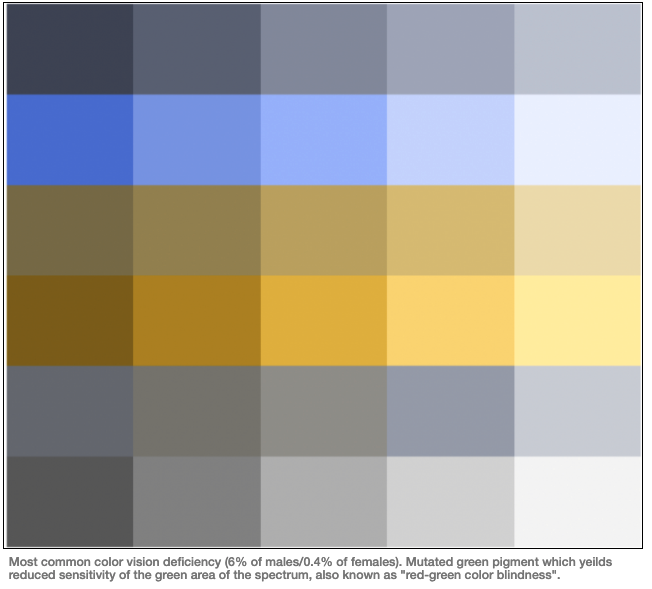 Most common color vision deficiency (6% of males/0.4% of females). Mutated green pigment which yeilds
reduced sensitivity of the green area of the spectrum, also known as "red-green color blindness".